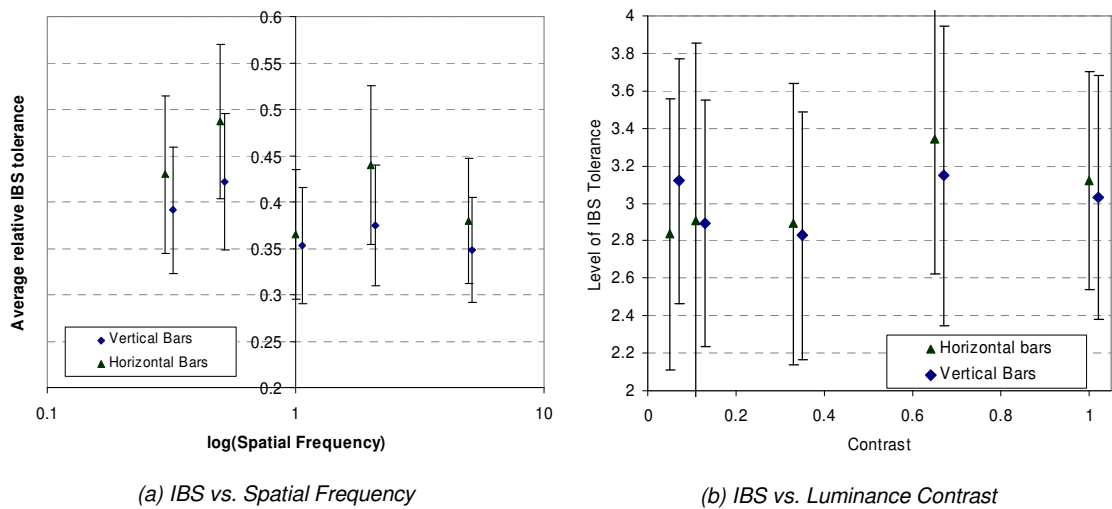 0.6
0.55
0.5
0.45
0.4
0.35
0.3
0.25
0.2
Average relative IBS tolerance
Vertical Bars
Horizontal Bars
0.1
1
10
log(Spatial Frequency)
(a) IBS vs. Spatial Frequency
4
3.8
3.6
3.4
3.2
3
2.8
2.6
2.4
2.2
2
Level of IBS Tolerance
Horizontal bars
Vertical Bars
0
0.2
0.4
0.6
0.8
1
Contrast
(b) IBS vs. Luminance Contrast